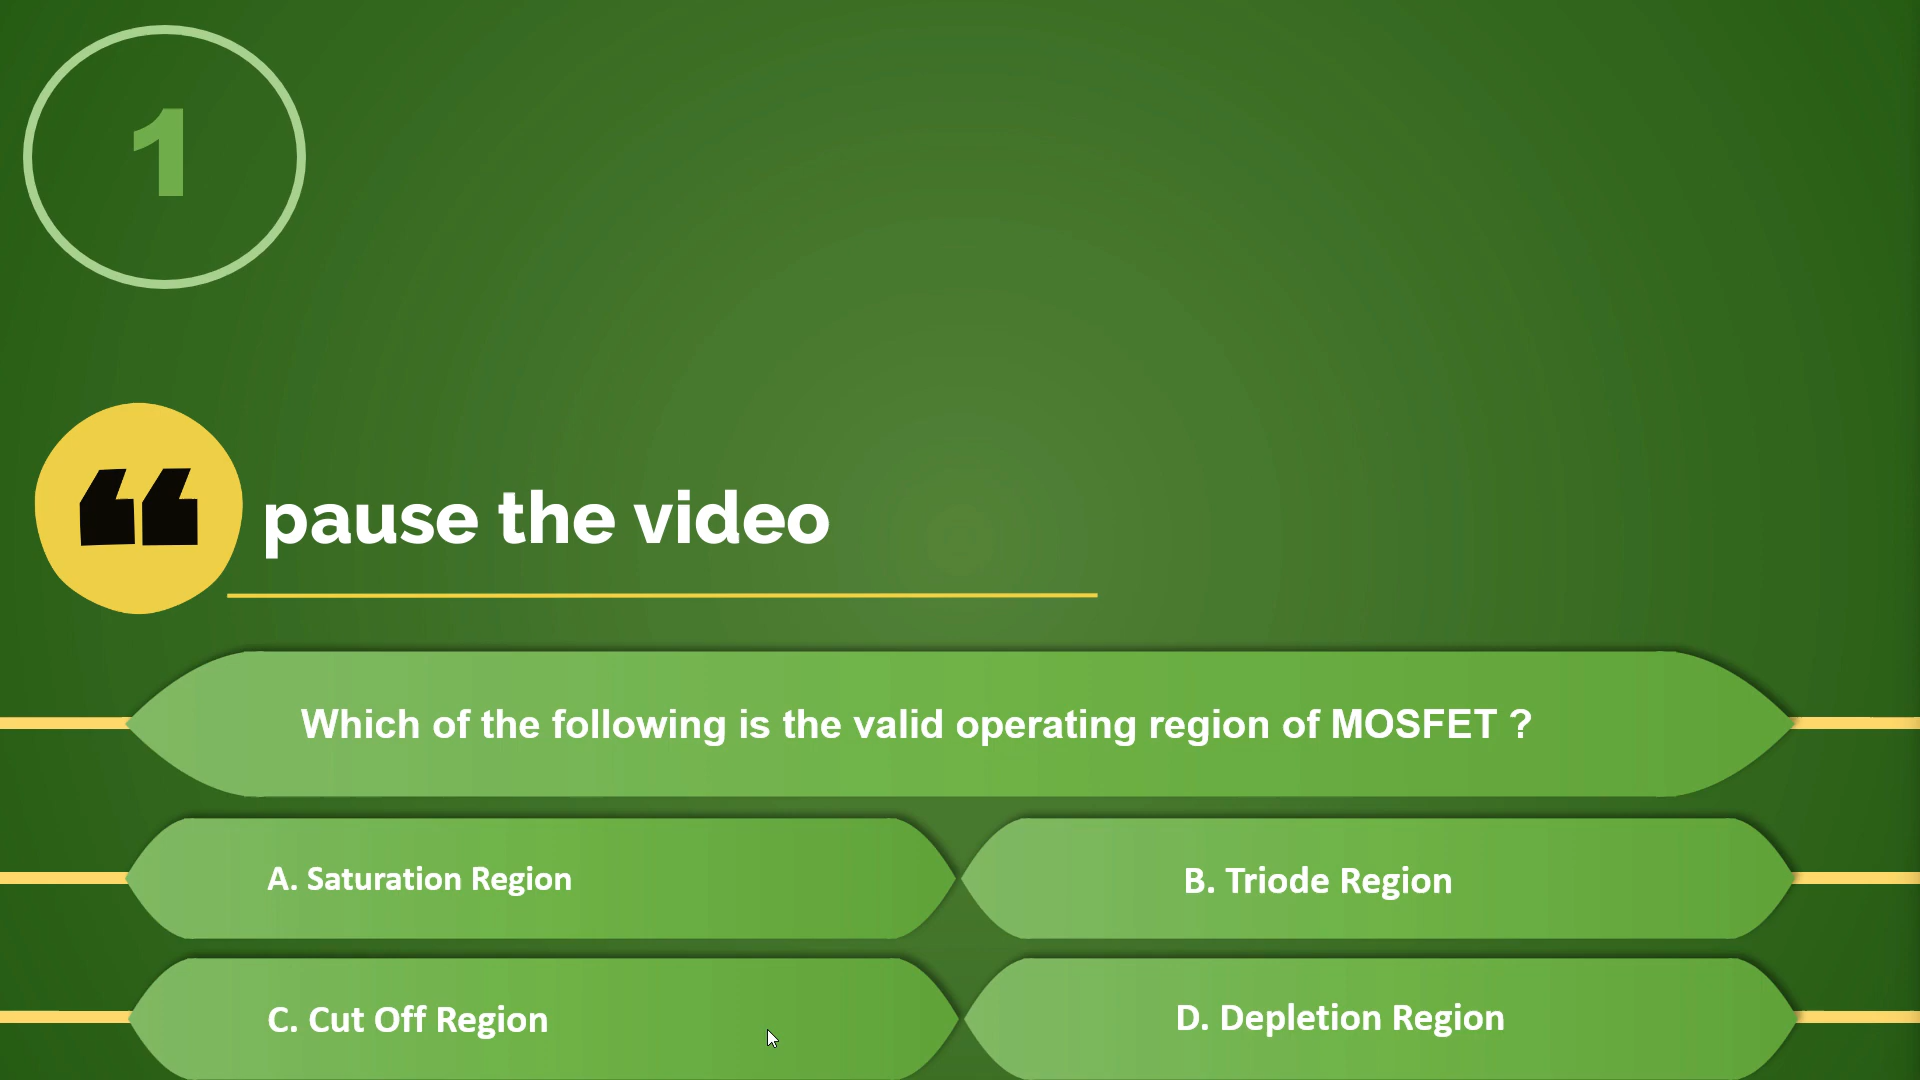 1
“
pause the video
Which of the following is the valid operating region of MOSFET ?
A. Saturation Region
B. Triode Region
C. Cut Off Region
D. Depletion Region